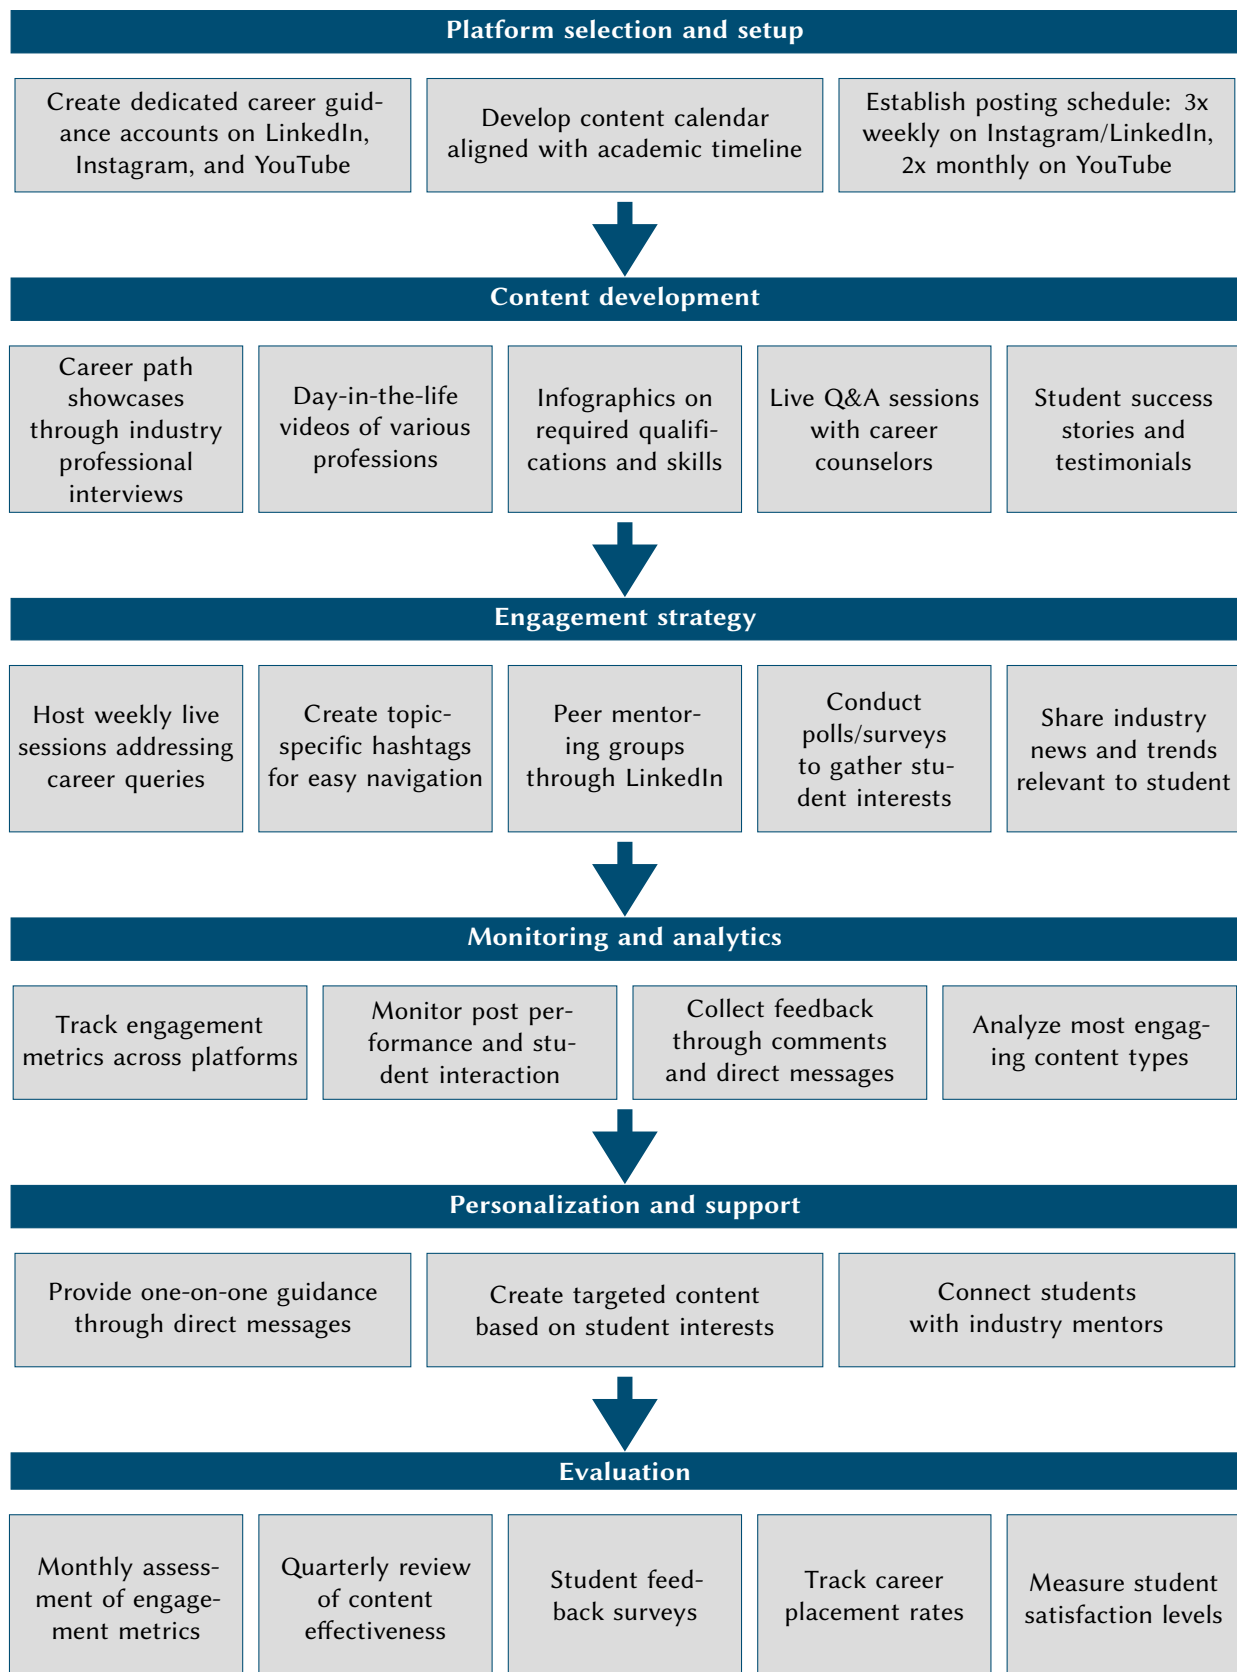 Platform selection and setup
Create dedicated career guid-
ance accounts on LinkedIn,
Instagram, and YouTube
Develop content calendar
aligned with academic timeline
Establish posting schedule: 3x
weekly on Instagram/LinkedIn,
2x monthly on YouTube
Content development
Career path
showcases
through industry
professional
interviews
Day-in-the-life
videos of various
professions
Infographics on
required qualifi-
cations and skills
Live Q&A sessions
with career
counselors
Student success
stories and
testimonials
Engagement strategy
Host weekly live
sessions addressing
career queries
Create topic-
specific hashtags
for easy navigation
Peer mentor-
ing groups
through LinkedIn
Conduct
polls/surveys
to gather stu-
dent interests
Share industry
news and trends
relevant to student
Monitoring and analytics
Track engagement
metrics across platforms
Monitor post per-
formance and stu-
dent interaction
Collect feedback
through comments
and direct messages
Analyze most engag-
ing content types
Personalization and support
Provide one-on-one guidance
through direct messages
Create targeted content
based on student interests
Connect students
with industry mentors
Evaluation
Monthly assess-
ment of engage-
ment metrics
Quarterly review
of content
effectiveness
Student feed-
back surveys
Track career
placement rates
Measure student
satisfaction levels